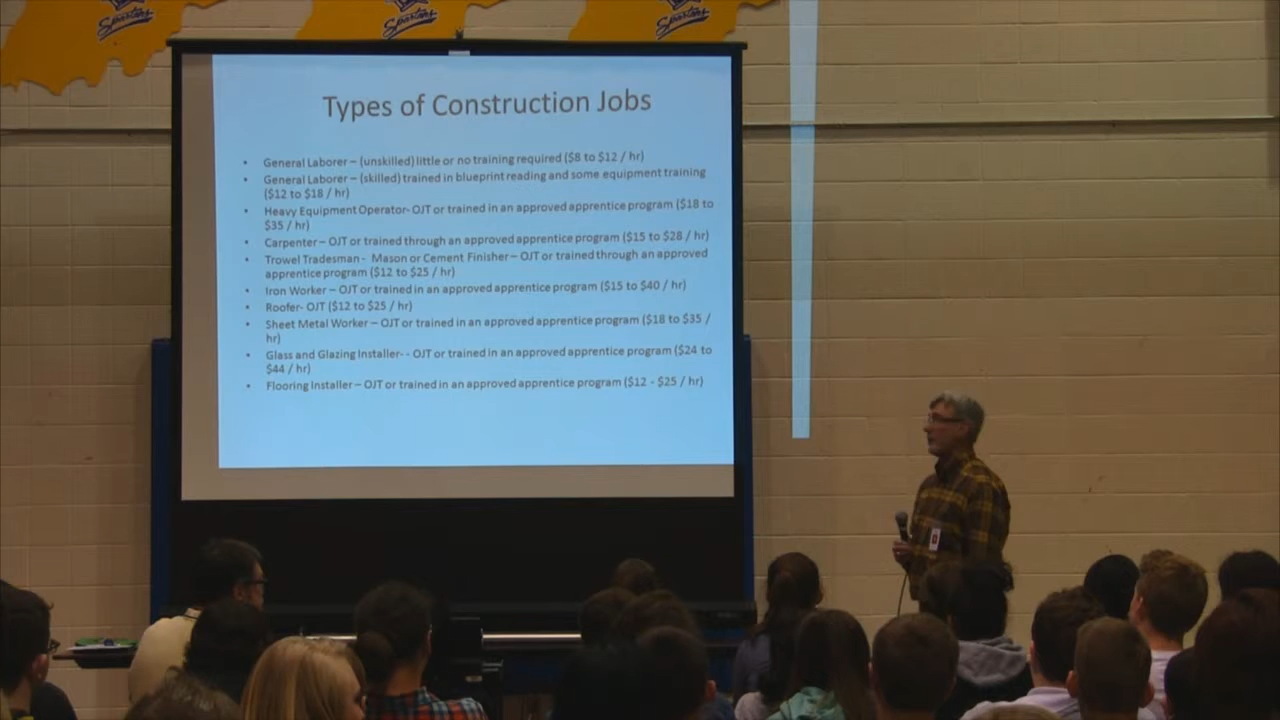 Spartans Spartans Spartans
Types of Construction Jobs
• General Laborer – (unskilled) little or no training required ($8 to $12 / hr)
• General Laborer – (skilled) trained in blueprint reading and some equipment training
($12 to $18 / hr)
• Heavy Equipment Operator- OJT or trained in an approved apprentice program ($18 to
$35 / hr)
• Carpenter – OJT or trained through an approved apprentice program ($15 to $28 / hr)
• Trowel Tradesman - Mason or Cement Finisher – OJT or trained through an approved
apprentice program ($12 to $25 / hr)
• Iron Worker – OJT or trained in an approved apprentice program ($15 to $40 / hr)
• Roofer- OJT ($12 to $25 / hr)
• Sheet Metal Worker – OJT or trained in an approved apprentice program ($18 to $35 /
hr)
• Glass and Glazing Installer- - OJT or trained in an approved apprentice program ($24 to
$44 / hr)
• Flooring Installer – OJT or trained in an approved apprentice program ($12 - $25 / hr)